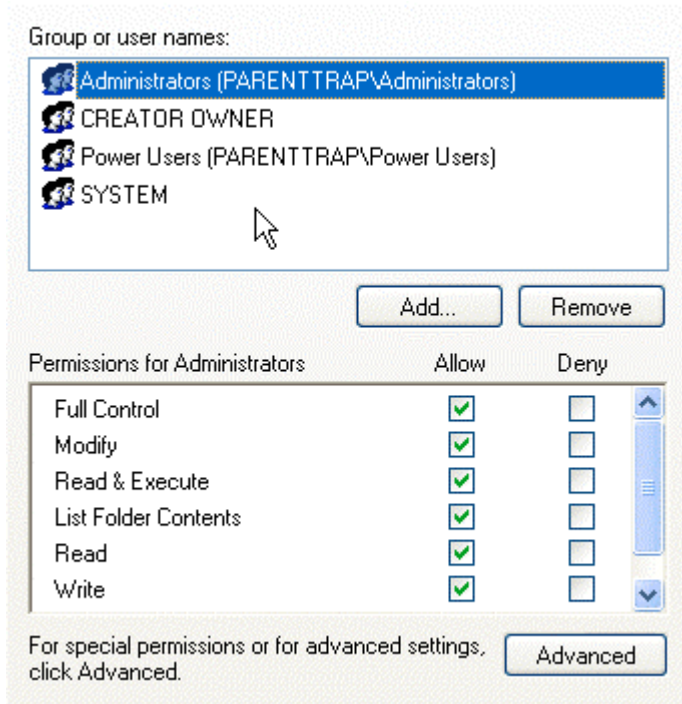 Group or user names:
Administrators (PARENTTRAP\Administrators)
CREATOR OWNER
Power Users (PARENTTRAP\Power Users)
SYSTEM
Add... Remove
Permissions for Administrators Allow Deny
Full Control
Modify
Read & Execute
List Folder Contents
Read
Write
For special permissions or for advanced settings,
click Advanced.
Advanced